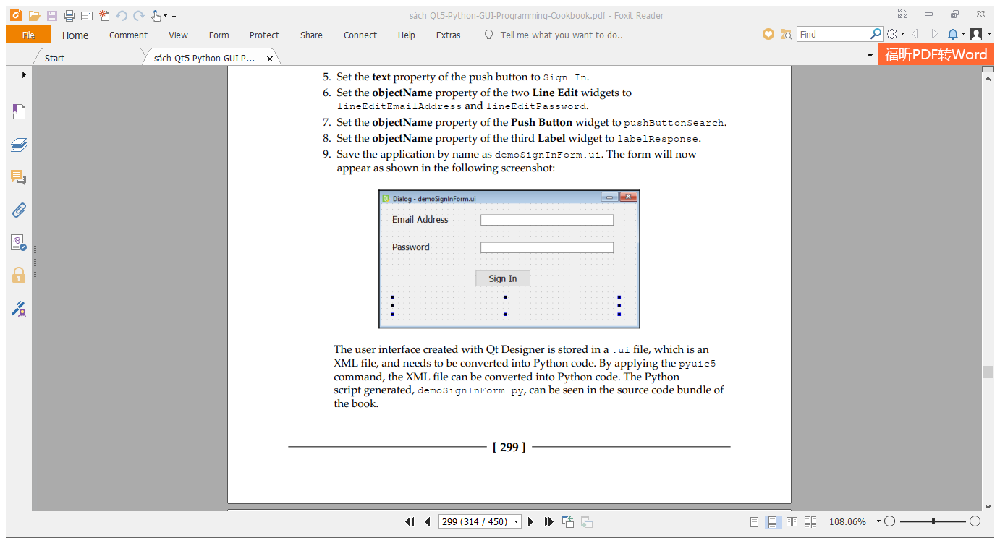 sách Qt5-Python-GUI-Programming-Cookbook.pdf - Foxit Reader
File Home Comment View Form Protect Share Connect Help Extras Tell me what you want to do.. Find
Start sách Qt5-Python-GUI-P... 福昕PDF转Word
5. Set the text property of the push button to Sign In.
6. Set the objectName property of the two Line Edit widgets to
lineEditEmailAddress and lineEditPassword.
7. Set the objectName property of the Push Button widget to pushButtonSearch.
8. Set the objectName property of the third Label widget to labelResponse.
9. Save the application by name as demoSignInForm.ui. The form will now
appear as shown in the following screenshot:
Dialog - demoSignInForm.ui
Email Address
Password
Sign In
The user interface created with Qt Designer is stored in a .ui file, which is an
XML file, and needs to be converted into Python code. By applying the pyuic5
command, the XML file can be converted into Python code. The Python
script generated, demoSignInForm.py, can be seen in the source code bundle of
the book.
[ 299 ]
299 (314 / 450) 108.06%